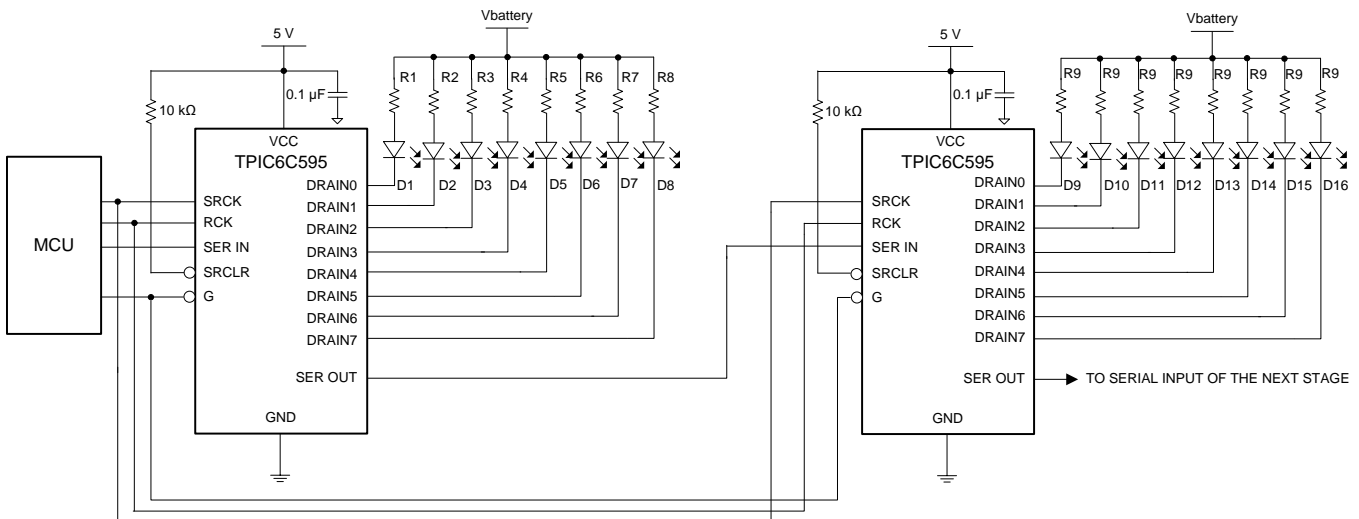 Vbattery
5 V
R1 R2 R3 R4 R5 R6 R7 R8
0.1 µF
10 kΩ
VCC
TPIC6C595
MCU
SRCK
RCK
SER IN
SRCLR
G
DRAIN0
DRAIN1
DRAIN2
DRAIN3
DRAIN4
DRAIN5
DRAIN6
DRAIN7
SER OUT
GND
D1 D2 D3 D4 D5 D6 D7 D8
Vbattery
5 V
R9 R9 R9 R9 R9 R9 R9 R9
0.1 µF
10 kΩ
VCC
TPIC6C595
SRCK
RCK
SER IN
SRCLR
G
DRAIN0
DRAIN1
DRAIN2
DRAIN3
DRAIN4
DRAIN5
DRAIN6
DRAIN7
SER OUT
GND
D9 D10 D11 D12 D13 D14 D15 D16
TO SERIAL INPUT OF THE NEXT STAGE